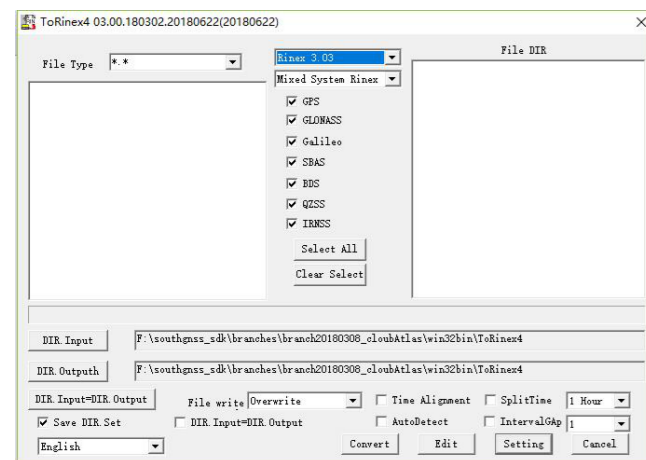 ToRinex4 03.00.180302.20180622(20180622)
File Type *.*
Rinex 3.03
File DIR
Mixed System Rinex
GPS
GLONASS
Galileo
SBAS
BDS
QZSS
IRNSS
Select All
Clear Select
DIR.Input F:\southgnss_sdk\branches\branch20180308_cloubAtlas\win32bin\ToRinex4
DIR.Outputh F:\southgnss_sdk\branches\branch20180308_cloubAtlas\win32bin\ToRinex4
DIR.Input=DIR.Output File write Overwrite Time Alignment SplitTime 1 Hour
Save DIR.Set DIR.Input=DIR.Output AutoDetect IntervalGAp 1
English Convert Edit Setting Cancel